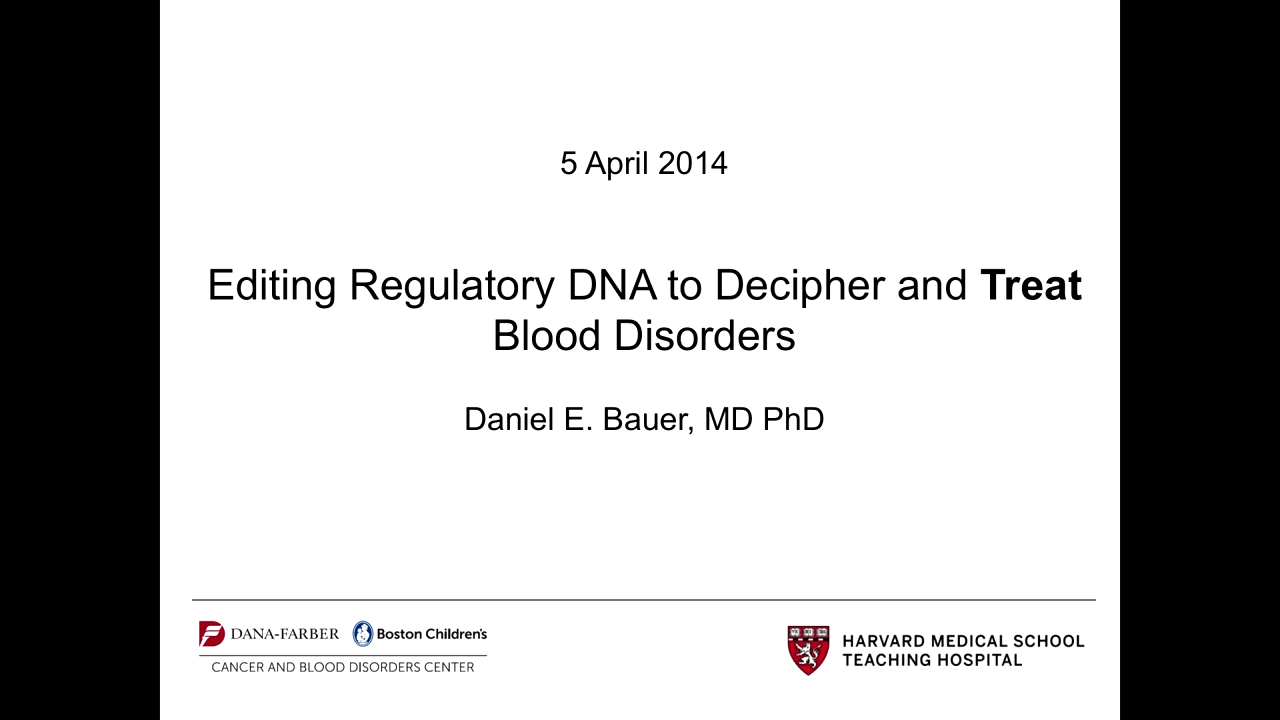 5 April 2014
Editing Regulatory DNA to Decipher and Treat
Blood Disorders
Daniel E. Bauer, MD PhD
DANA-FARBER
Boston Children's
CANCER AND BLOOD DISORDERS CENTER
HARVARD MEDICAL SCHOOL
TEACHING HOSPITAL